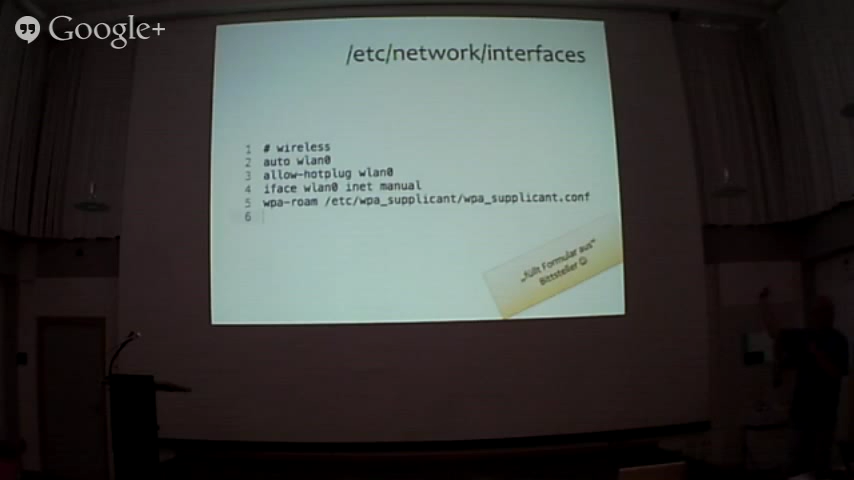 Google+
/etc/network/interfaces
1 # wireless
2 auto wlan0
3 allow-hotplug wlan0
4 iface wlan0 inet manual
5 wpa-roam /etc/wpa_supplicant/wpa_supplicant.conf
6
„füllt Formular aus“
Bittsteller ☺